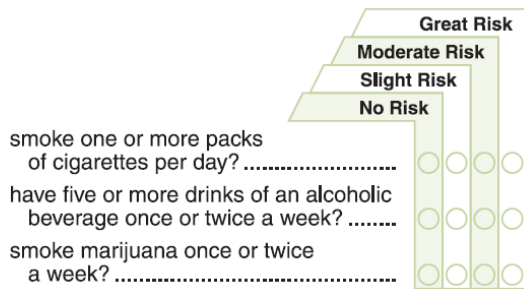 Great Risk
Moderate Risk
Slight Risk
No Risk
smoke one or more packs
of cigarettes per day? ........................
have five or more drinks of an alcoholic
beverage once or twice a week? ........
smoke marijuana once or twice
a week? ............................................